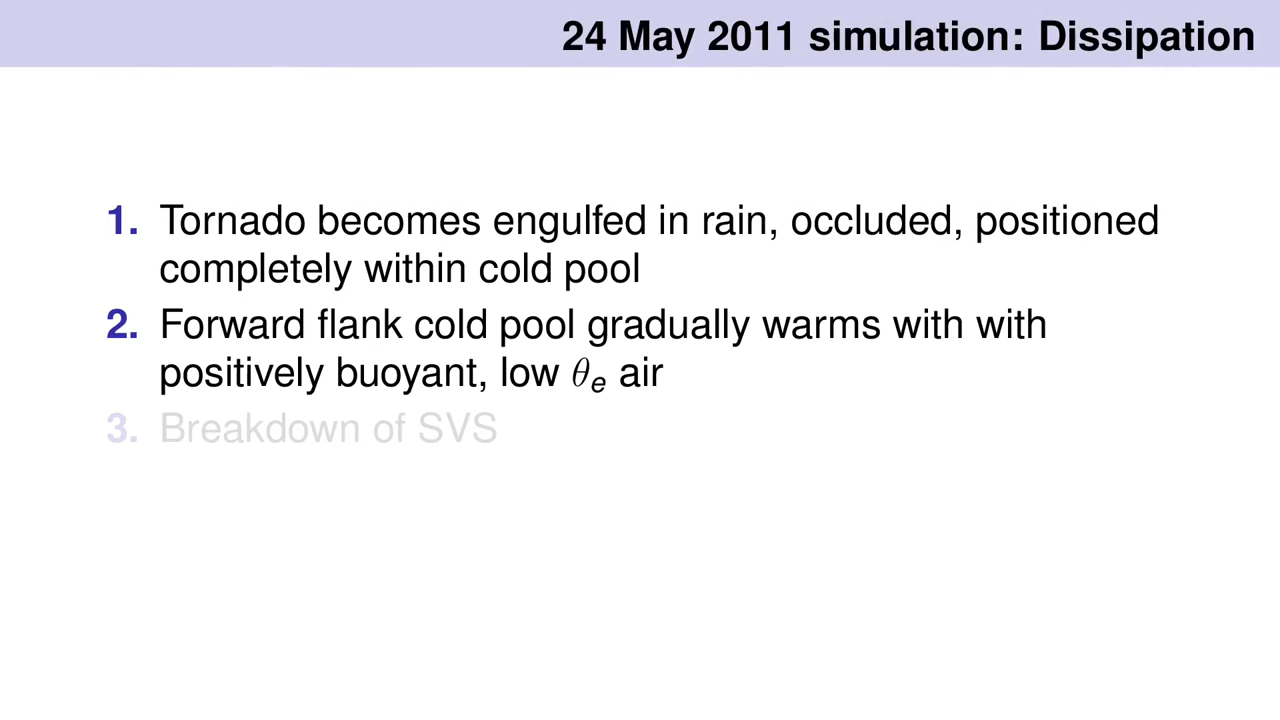 24 May 2011 simulation: Dissipation
1. Tornado becomes engulfed in rain, occluded, positioned
completely within cold pool
2. Forward flank cold pool gradually warms with with
positively buoyant, low θe air
3. Breakdown of SVS